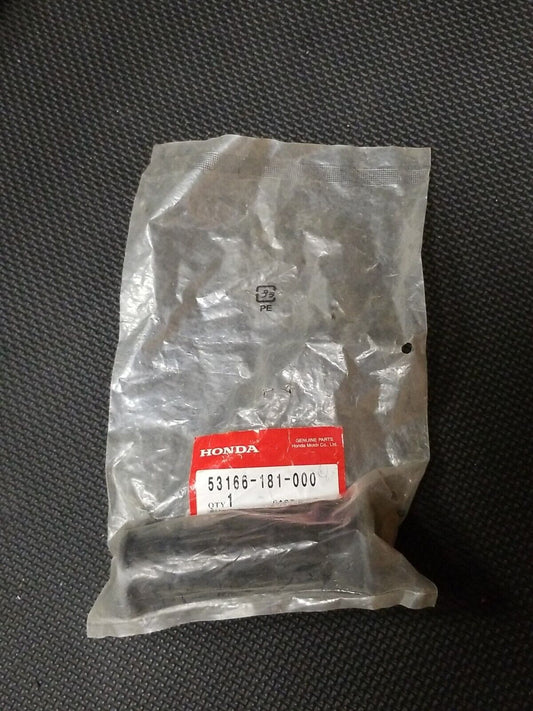 PE
HONDA
GENUINE PARTS
Honda Motor Co., Ltd.
53166-181-000
QTY 1